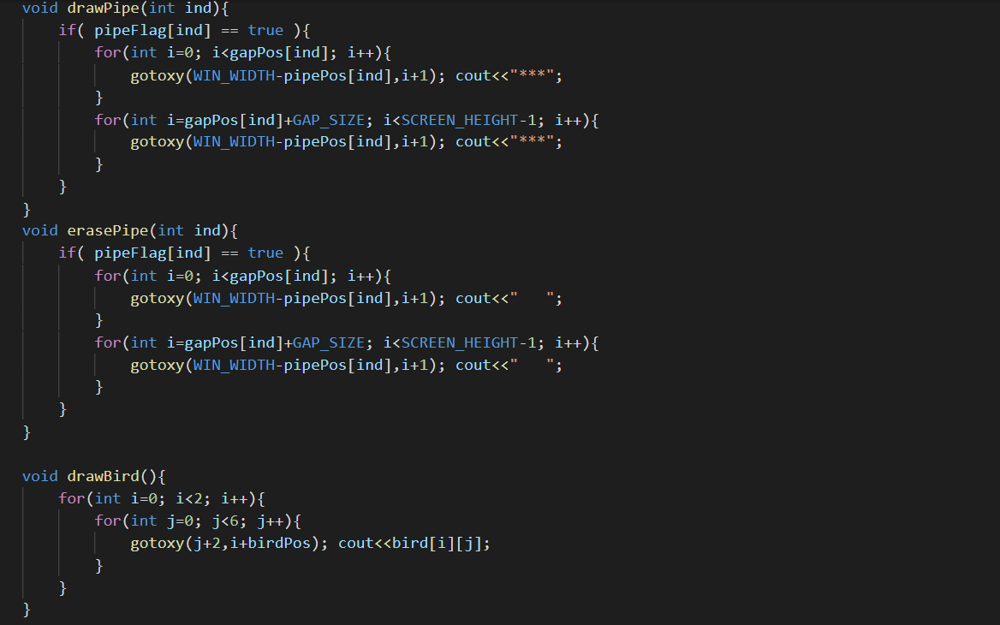 void drawPipe(int ind){
    if( pipeFlag[ind] == true ){
        for(int i=0; i<gapPos[ind]; i++){
            gotoxy(WIN_WIDTH-pipePos[ind],i+1); cout<<"***";
        }
        for(int i=gapPos[ind]+GAP_SIZE; i<SCREEN_HEIGHT-1; i++){
            gotoxy(WIN_WIDTH-pipePos[ind],i+1); cout<<"***";
        }
    }
}
void erasePipe(int ind){
    if( pipeFlag[ind] == true ){
        for(int i=0; i<gapPos[ind]; i++){
            gotoxy(WIN_WIDTH-pipePos[ind],i+1); cout<<"   ";
        }
        for(int i=gapPos[ind]+GAP_SIZE; i<SCREEN_HEIGHT-1; i++){
            gotoxy(WIN_WIDTH-pipePos[ind],i+1); cout<<"   ";
        }
    }
}

void drawBird(){
    for(int i=0; i<2; i++){
        for(int j=0; j<6; j++){
            gotoxy(j+2,i+birdPos); cout<<bird[i][j];
        }
    }
}